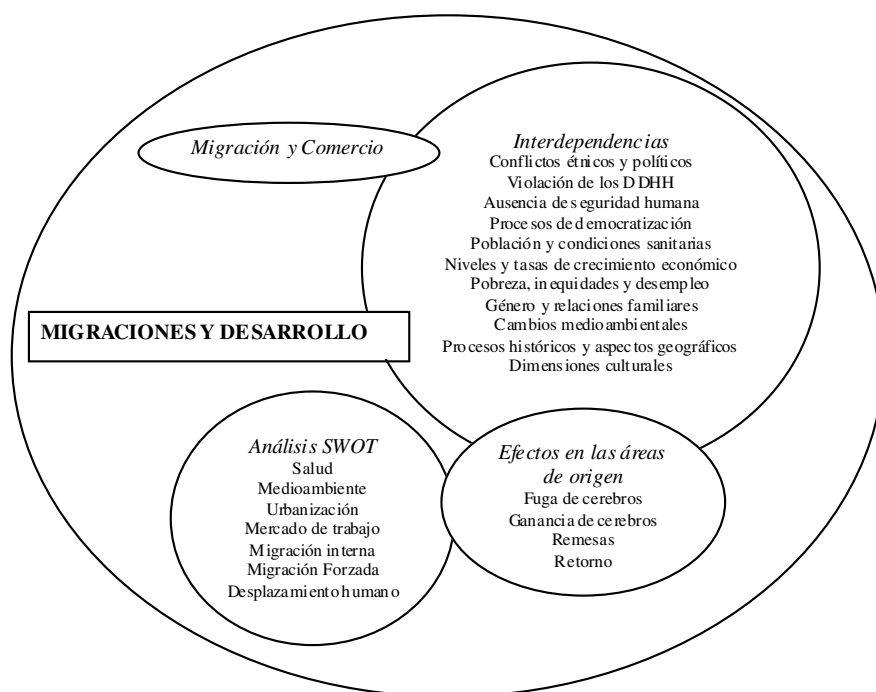 Migración y Comercio
Interdependencias
Conflictos étnicos y políticos
Violación de los DDHH
Ausencia de seguridad humana
Procesos de democratización
Población y condiciones sanitarias
Niveles y tasas de crecimiento económico
Pobreza, inequidades y desempleo
Género y relaciones familiares
Cambios medioambientales
Procesos históricos y aspectos geográficos
Dimensiones culturales
MIGRACIONES Y DESARROLLO
Análisis SWOT
Salud
Medioambiente
Urbanización
Mercado de trabajo
Migración interna
Migración Forzada
Desplazamiento humano
Efectos en las áreas
de origen
Fuga de cerebros
Ganancia de cerebros
Remesas
Retorno